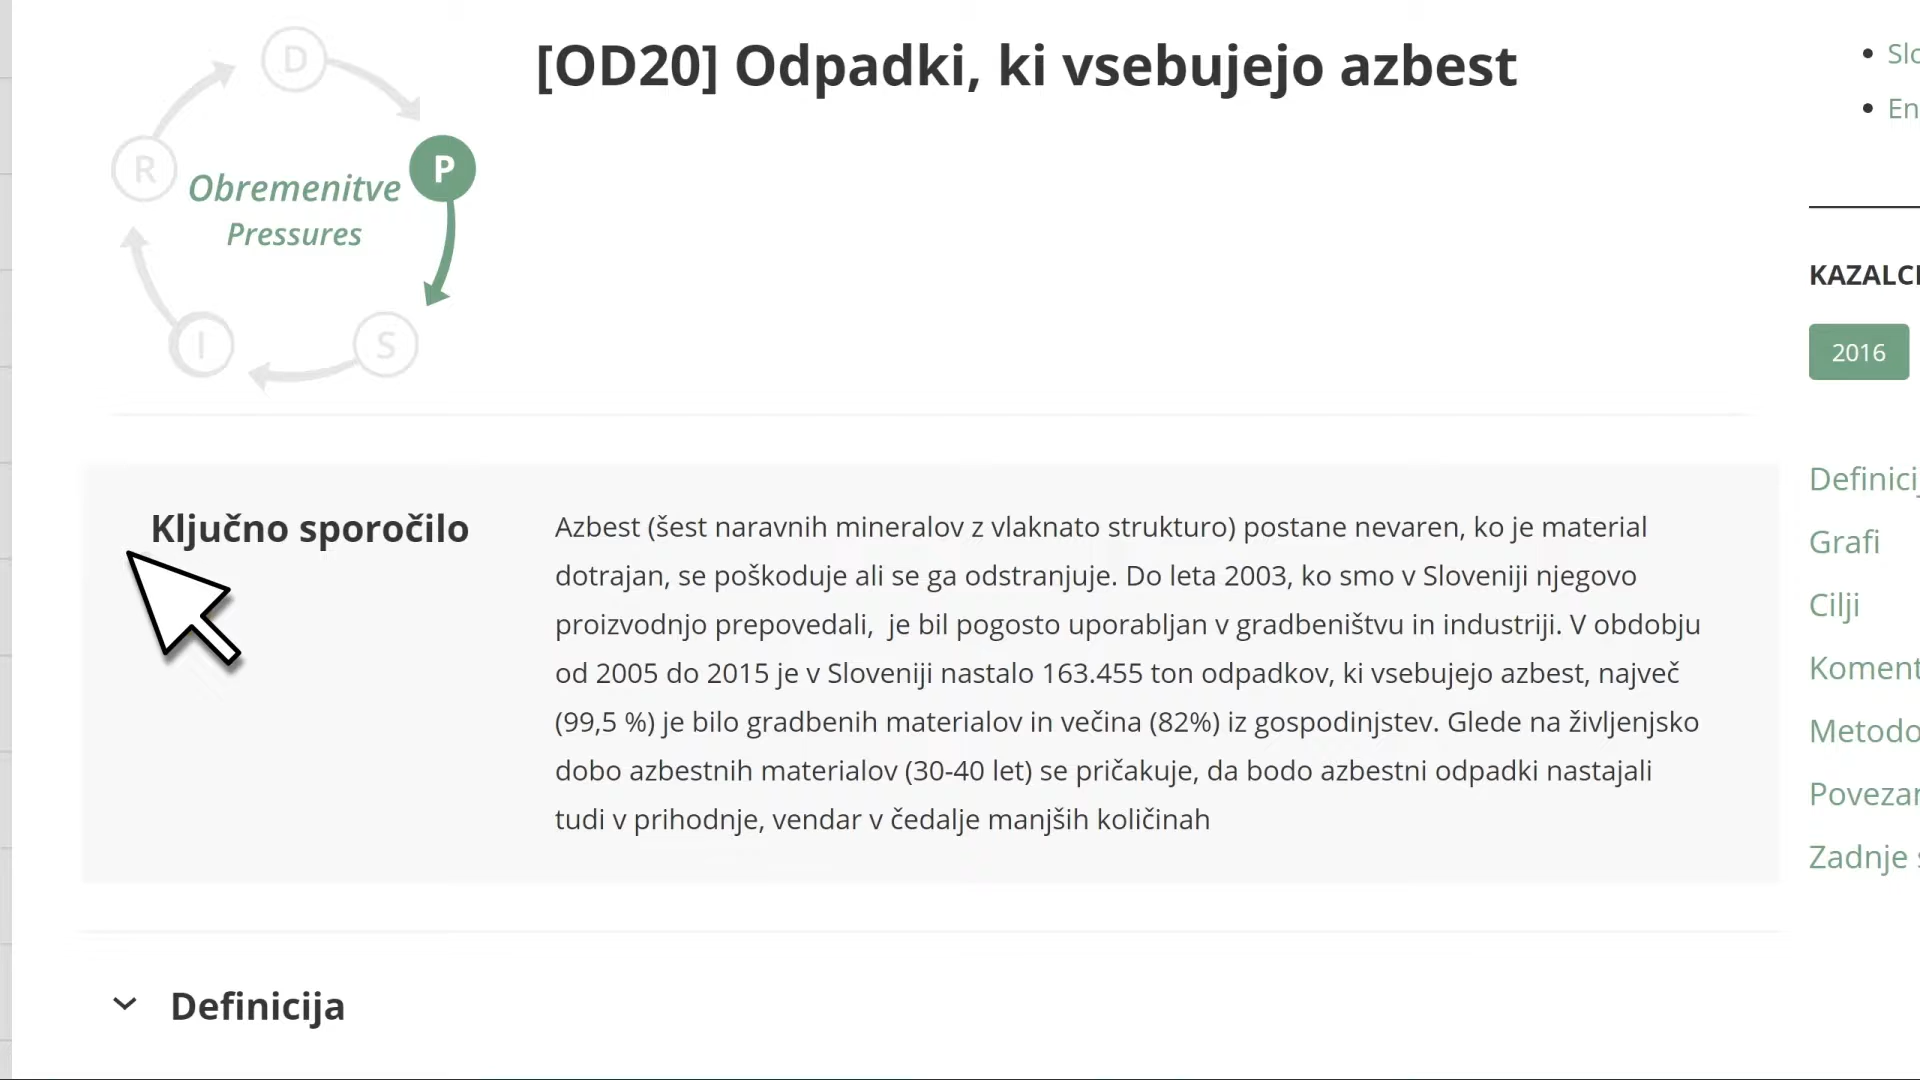 [OD20] Odpadki, ki vsebujejo azbest
D
P
R
Obremenitve
Pressures
I
S
Ključno sporočilo
Azbest (šest naravnih mineralov z vlaknato strukturo) postane nevaren, ko je material
dotrajan, se poškoduje ali se ga odstranjuje. Do leta 2003, ko smo v Sloveniji njegovo
proizvodnjo prepovedali,  je bil pogosto uporabljan v gradbeništvu in industriji. V obdobju
od 2005 do 2015 je v Sloveniji nastalo 163.455 ton odpadkov, ki vsebujejo azbest, največ
(99,5 %) je bilo gradbenih materialov in večina (82%) iz gospodinjstev. Glede na življenjsko
dobo azbestnih materialov (30-40 let) se pričakuje, da bodo azbestni odpadki nastajali
tudi v prihodnje, vendar v čedalje manjših količinah
Definicija
2016
Grafi
Cilji
Zadnje